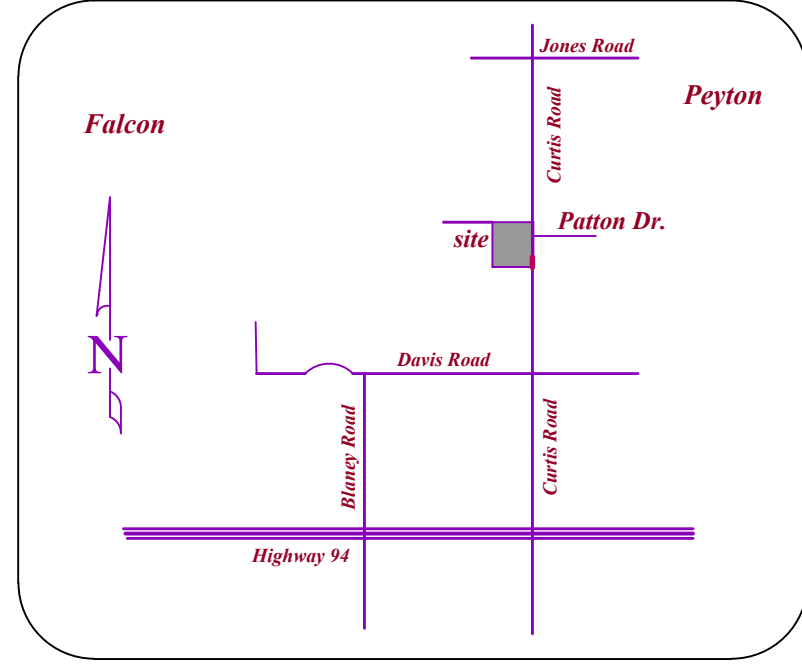 Jones Road
Peyton
Falcon
Curtis Road
Patton Dr.
site
N
Davis Road
Blaney Road
Curtis Road
Highway 94